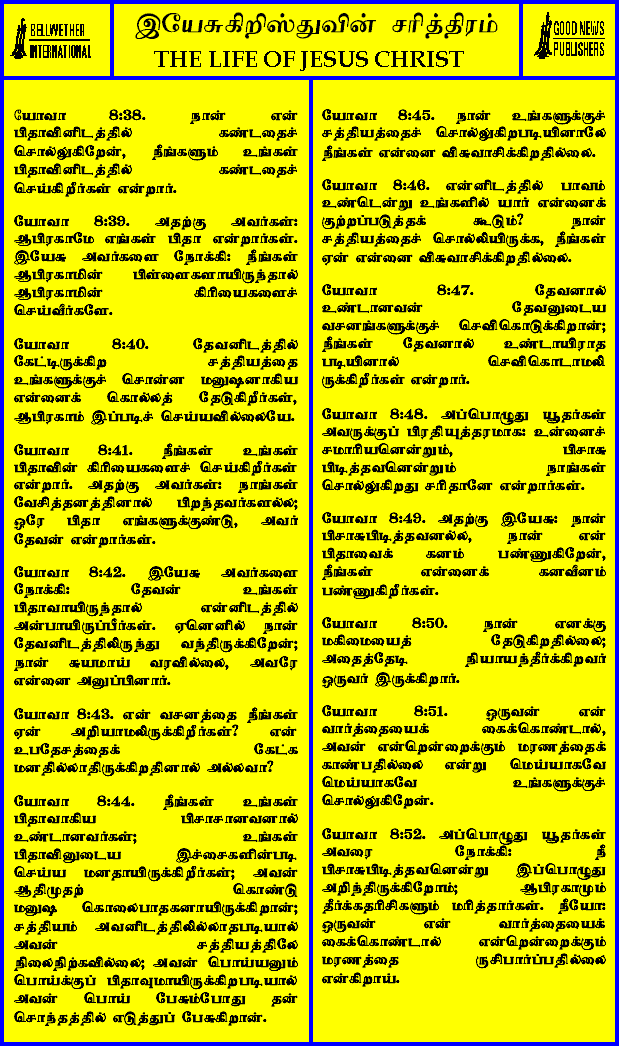 BELLWETHER
INTERNATIONAL
இயேசுகிறிஸ்துவின் சரித்திரம்
THE LIFE OF JESUS CHRIST
GOOD NEWS
PUBLISHERS
யோவா 8:38. நான் என்
பிதாவினிடத்தில் கண்டதைச்
சொல்லுகிறேன், நீங்களும் உங்கள்
பிதாவினிடத்தில் கண்டதைச்
செய்கிறீர்கள் என்றார்.
யோவா 8:39. அதற்கு அவர்கள்:
ஆபிரகாமே எங்கள் பிதா என்றார்கள்.
இயேசு அவர்களை நோக்கி: நீங்கள்
ஆபிரகாமின் பிள்ளைகளாயிருந்தால்
ஆபிரகாமின் கிரியைகளைச்
செய்வீர்களே.
யோவா 8:40. தேவனிடத்தில்
கேட்டிருக்கிற சத்தியத்தை
உங்களுக்குச் சொன்ன மனுஷனாகிய
என்னைக் கொல்லத் தேடுகிறீர்கள்,
ஆபிரகாம் இப்படிச் செய்யவில்லையே.
யோவா 8:41. நீங்கள் உங்கள்
பிதாவின் கிரியைகளைச் செய்கிறீர்கள்
என்றார். அதற்கு அவர்கள்: நாங்கள்
வேசித்தனத்தினால் பிறந்தவர்களல்ல;
ஒரே பிதா எங்களுக்குண்டு, அவர்
தேவன் என்றார்கள்.
யோவா 8:42. இயேசு அவர்களை
நோக்கி: தேவன் உங்கள்
பிதாவாயிருந்தால் என்னிடத்தில்
அன்பாயிருப்பீர்கள். ஏனெனில் நான்
தேவனிடத்திலிருந்து வந்திருக்கிறேன்;
நான் சுயமாய் வரவில்லை, அவரே
என்னை அனுப்பினார்.
யோவா 8:43. என் வசனத்தை நீங்கள்
ஏன் அறியாமலிருக்கிறீர்கள்? என்
உபதேசத்தைக் கேட்க
மனதில்லாதிருக்கிறதினால் அல்லவா?
யோவா 8:44. நீங்கள் உங்கள்
பிதாவாகிய பிசாசானவனால்
உண்டானவர்கள்; உங்கள்
பிதாவினுடைய இச்சைகளின்படி
செய்ய மனதாயிருக்கிறீர்கள்; அவன்
ஆதிமுதற் கொண்டு
மனுஷ கொலைபாதகனாயிருக்கிறான்;
சத்தியம் அவனிடத்திலில்லாதபடியால்
அவன் சத்தியத்திலே
நிலைநிற்கவில்லை; அவன் பொய்யனும்
பொய்க்குப் பிதாவுமாயிருக்கிறபடியால்
அவன் பொய் பேசும்போது தன்
சொந்தத்தில் எடுத்துப் பேசுகிறான்.
யோவா 8:45. நான் உங்களுக்குச்
சத்தியத்தைச் சொல்லுகிறபடியினாலே
நீங்கள் என்னை விசுவாசிக்கிறதில்லை.
யோவா 8:46. என்னிடத்தில் பாவம்
உண்டென்று உங்களில் யார் என்னைக்
குற்றப்படுத்தக் கூடும்? நான்
சத்தியத்தைச் சொல்லியிருக்க, நீங்கள்
ஏன் என்னை விசுவாசிக்கிறதில்லை.
யோவா 8:47. தேவனால்
உண்டானவன் தேவனுடைய
வசனங்களுக்குச் செவிகொடுக்கிறான்;
நீங்கள் தேவனால் உண்டாயிராத
படியினால் செவிகொடாமலி
ருக்கிறீர்கள் என்றார்.
யோவா 8:48. அப்பொழுது யூதர்கள்
அவருக்குப் பிரதியுத்தரமாக: உன்னைச்
சமாரியனென்றும், பிசாசு
பிடித்தவனென்றும் நாங்கள்
சொல்லுகிறது சரிதானே என்றார்கள்.
யோவா 8:49. அதற்கு இயேசு: நான்
பிசாசுபிடித்தவனல்ல, நான் என்
பிதாவைக் கனம் பண்ணுகிறேன்,
நீங்கள் என்னைக் கனவீனம்
பண்ணுகிறீர்கள்.
யோவா 8:50. நான் எனக்கு
மகிமையைத் தேடுகிறதில்லை;
அதைத்தேடி நியாயந்தீர்க்கிறவர்
ஒருவர் இருக்கிறார்.
யோவா 8:51. ஒருவன் என்
வார்த்தையைக் கைக்கொண்டால்,
அவன் என்றென்றைக்கும் மரணத்தைக்
காண்பதில்லை என்று மெய்யாகவே
மெய்யாகவே உங்களுக்குச்
சொல்லுகிறேன்.
யோவா 8:52. அப்பொழுது யூதர்கள்
அவரை நோக்கி: நீ
பிசாசுபிடித்தவனென்று இப்பொழுது
அறிந்திருக்கிறோம்; ஆபிரகாமும்
தீர்க்கதரிசிகளும் மரித்தார்கள். நீயோ:
ஒருவன் என் வார்த்தையைக்
கைக்கொண்டால் என்றென்றைக்கும்
மரணத்தை ருசிபார்ப்பதில்லை
என்கிறாய்.